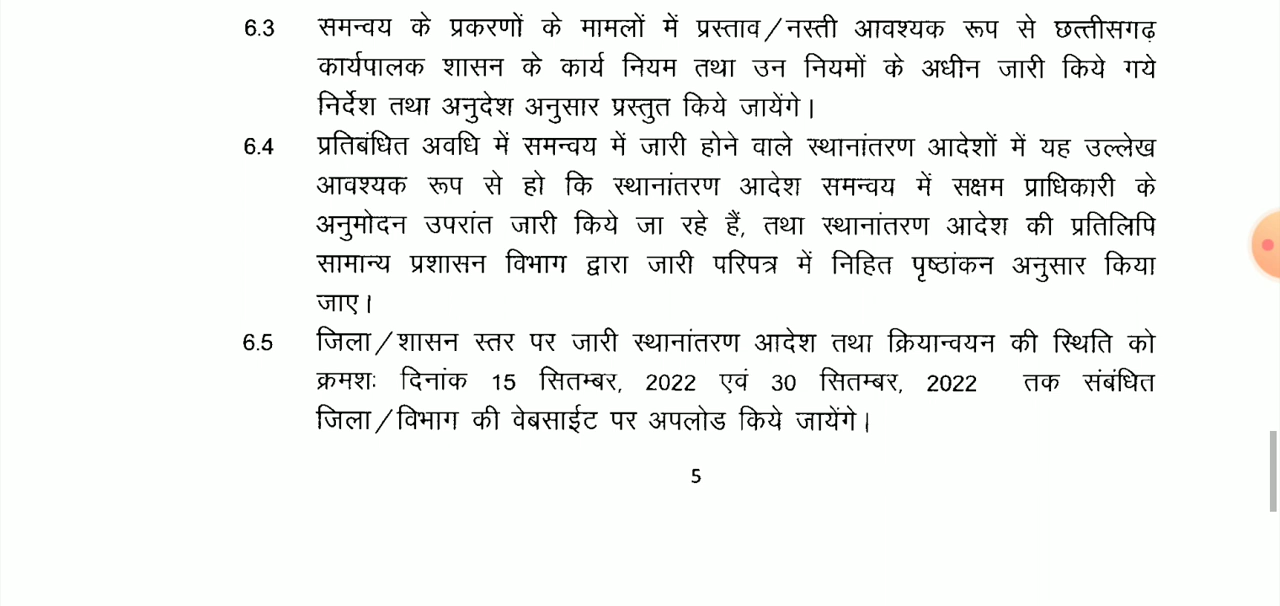 6.3 समन्वय के प्रकरणों के मामलों में प्रस्ताव/नस्ती आवश्यक रूप से छत्तीसगढ़
कार्यपालक शासन के कार्य नियम तथा उन नियमों के अधीन जारी किये गये
निर्देश तथा अनुदेश अनुसार प्रस्तुत किये जायेंगे।
6.4 प्रतिबंधित अवधि में समन्वय में जारी होने वाले स्थानांतरण आदेशों में यह उल्लेख
आवश्यक रूप से हो कि स्थानांतरण आदेश समन्वय में सक्षम प्राधिकारी के
अनुमोदन उपरांत जारी किये जा रहे हैं, तथा स्थानांतरण आदेश की प्रतिलिपि
सामान्य प्रशासन विभाग द्वारा जारी परिपत्र में निहित पृष्ठांकन अनुसार किया
जाए।
6.5 जिला/शासन स्तर पर जारी स्थानांतरण आदेश तथा क्रियान्वयन की स्थिति को
क्रमशः दिनांक 15 सितम्बर, 2022 एवं 30 सितम्बर, 2022 तक संबंधित
जिला/विभाग की वेबसाईट पर अपलोड किये जायेंगे।
5